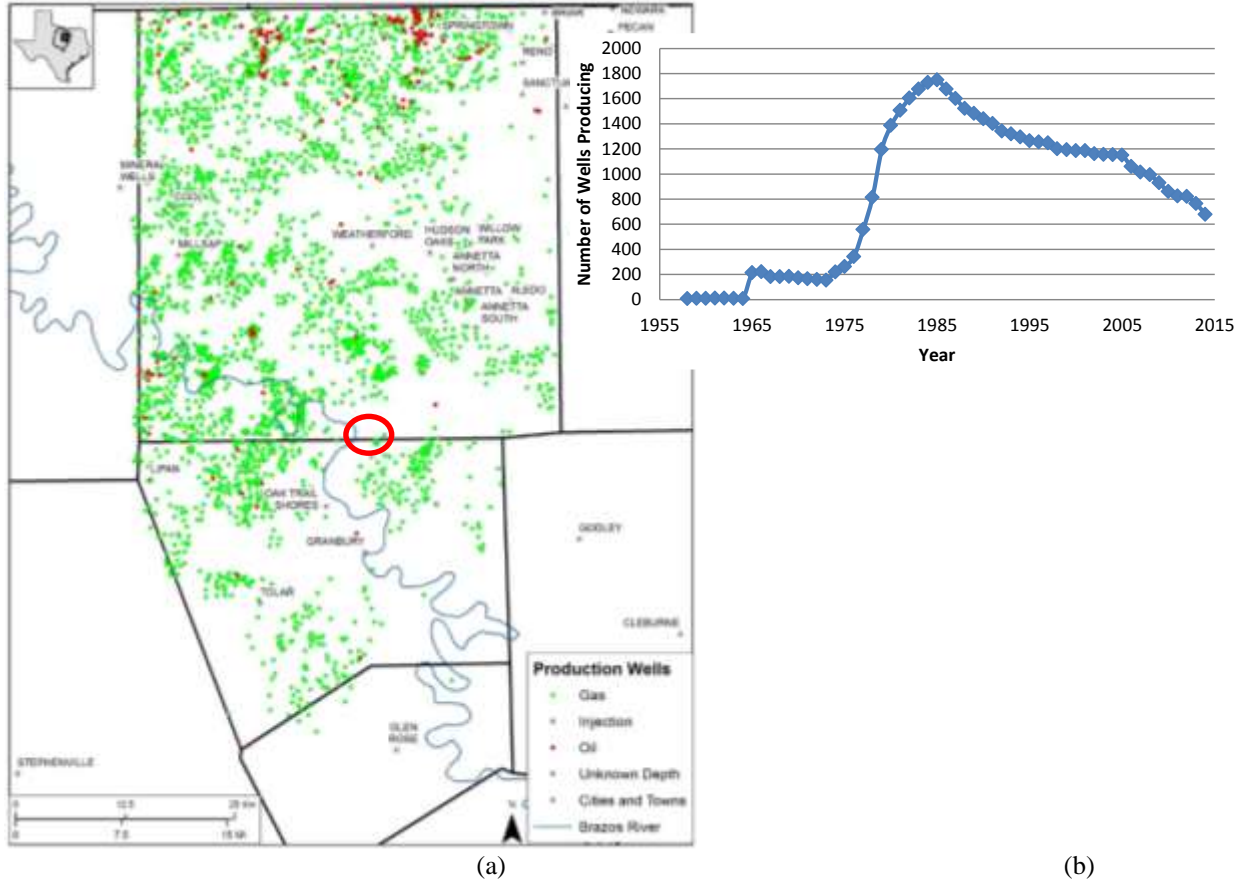 SPRINGTOWN
NEWARK
PECAN
RENO
MINERAL
WELLS
COOL
MILLSAP
WEATHERFORD
HUDSON
OAKS
WILLOW
PARK
ANNETTA
NORTH
ANNETTA
ALEDO
ANNETTA
SOUTH
LIPAN
OAK TRAIL
SHORES
GRANBURY
GODLEY
TOLAR
CLEBURNE
GLEN
ROSE
STEPHENVILLE
0 12.5 25 Km
0 7.5 15 Mi
N
Production Wells
Gas
Injection
Oil
Unknown Depth
Cities and Towns
Brazos River
(a)
Number of Wells Producing
2000
1800
1600
1400
1200
1000
800
600
400
200
0
1955 1965 1975 1985 1995 2005 2015
Year
(b)